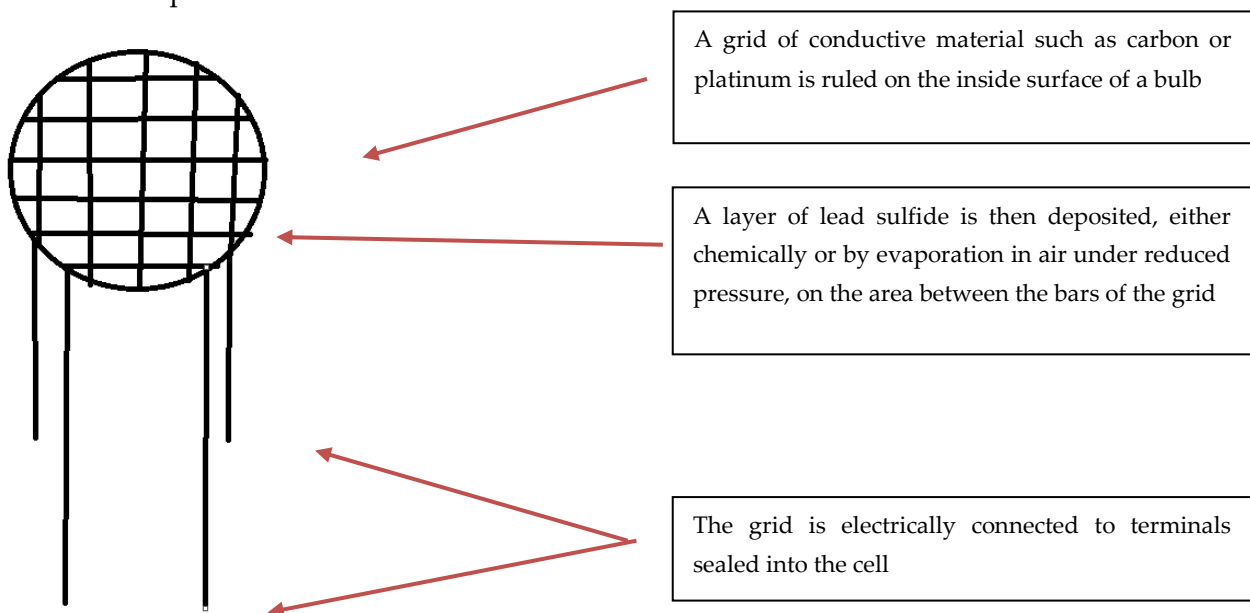 A grid of conductive material such as carbon or
platinum is ruled on the inside surface of a bulb
A layer of lead sulfide is then deposited, either
chemically or by evaporation in air under reduced
pressure, on the area between the bars of the grid
The grid is electrically connected to terminals
sealed into the cell